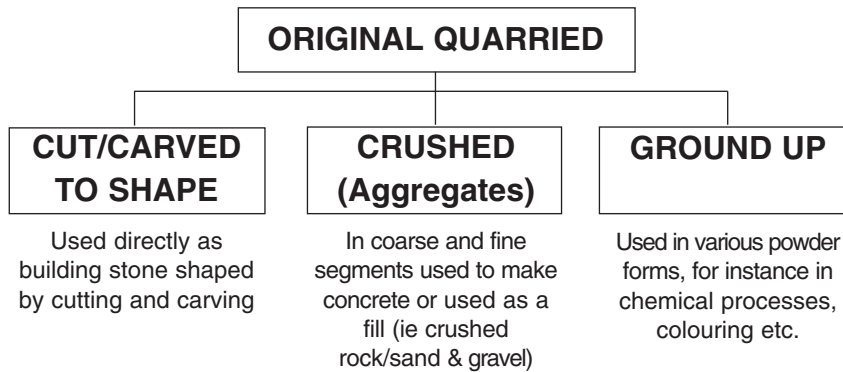 ORIGINAL QUARRIED
CUT/CARVED
TO SHAPE
Used directly as
building stone shaped
by cutting and carving
CRUSHED
(Aggregates)
In coarse and fine
segments used to make
concrete or used as a
fill (ie crushed
rock/sand & gravel)
GROUND UP
Used in various powder
forms, for instance in
chemical processes,
colouring etc.